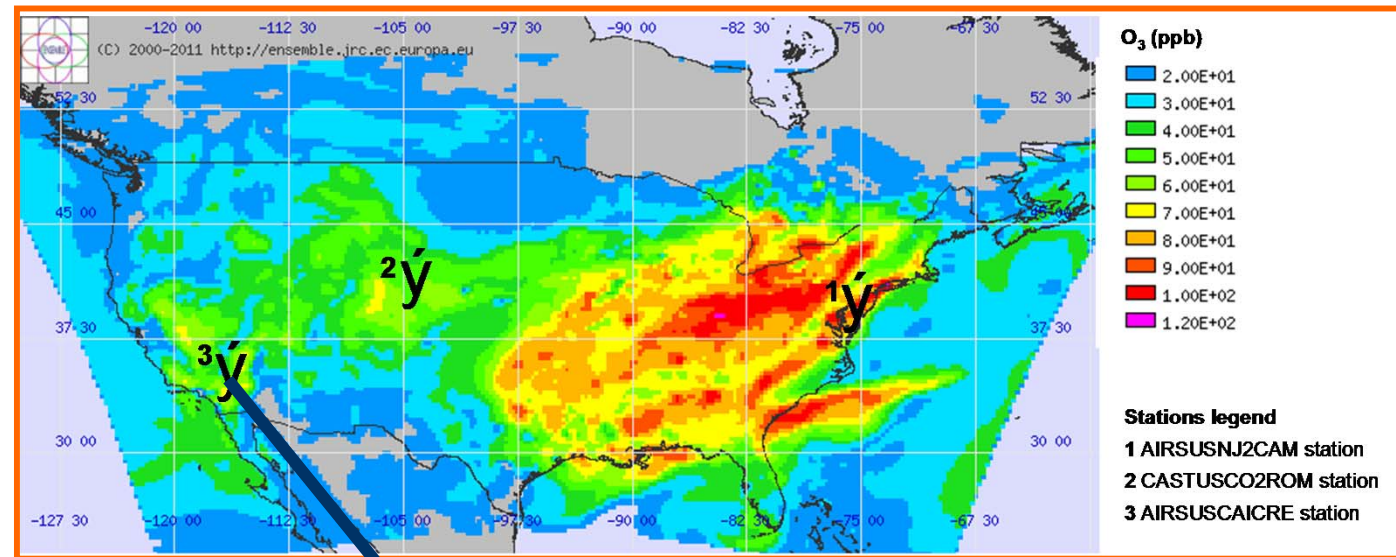 -120 00 -112 30 -105 00 -97 30 -90 00 -82 30 -75 00 -67 30
(C) 2000-2011 http://ensemble.jrc.ec.europa.eu
52 30 52 30
45 00
37 30 37 30
30 00 30 00
-127 30 -120 00 -112 30 -105 00 -97 30 -90 00 -82 30 -75 00 -67 30
1ý
2ý
3ý
O3 (ppb)
2.00E+01
3.00E+01
4.00E+01
5.00E+01
6.00E+01
7.00E+01
8.00E+01
9.00E+01
1.00E+02
1.20E+02
Stations legend
1 AIRSUSNJ2CAM station
2 CASTUSCO2ROM station
3 AIRSUSCAICRE station